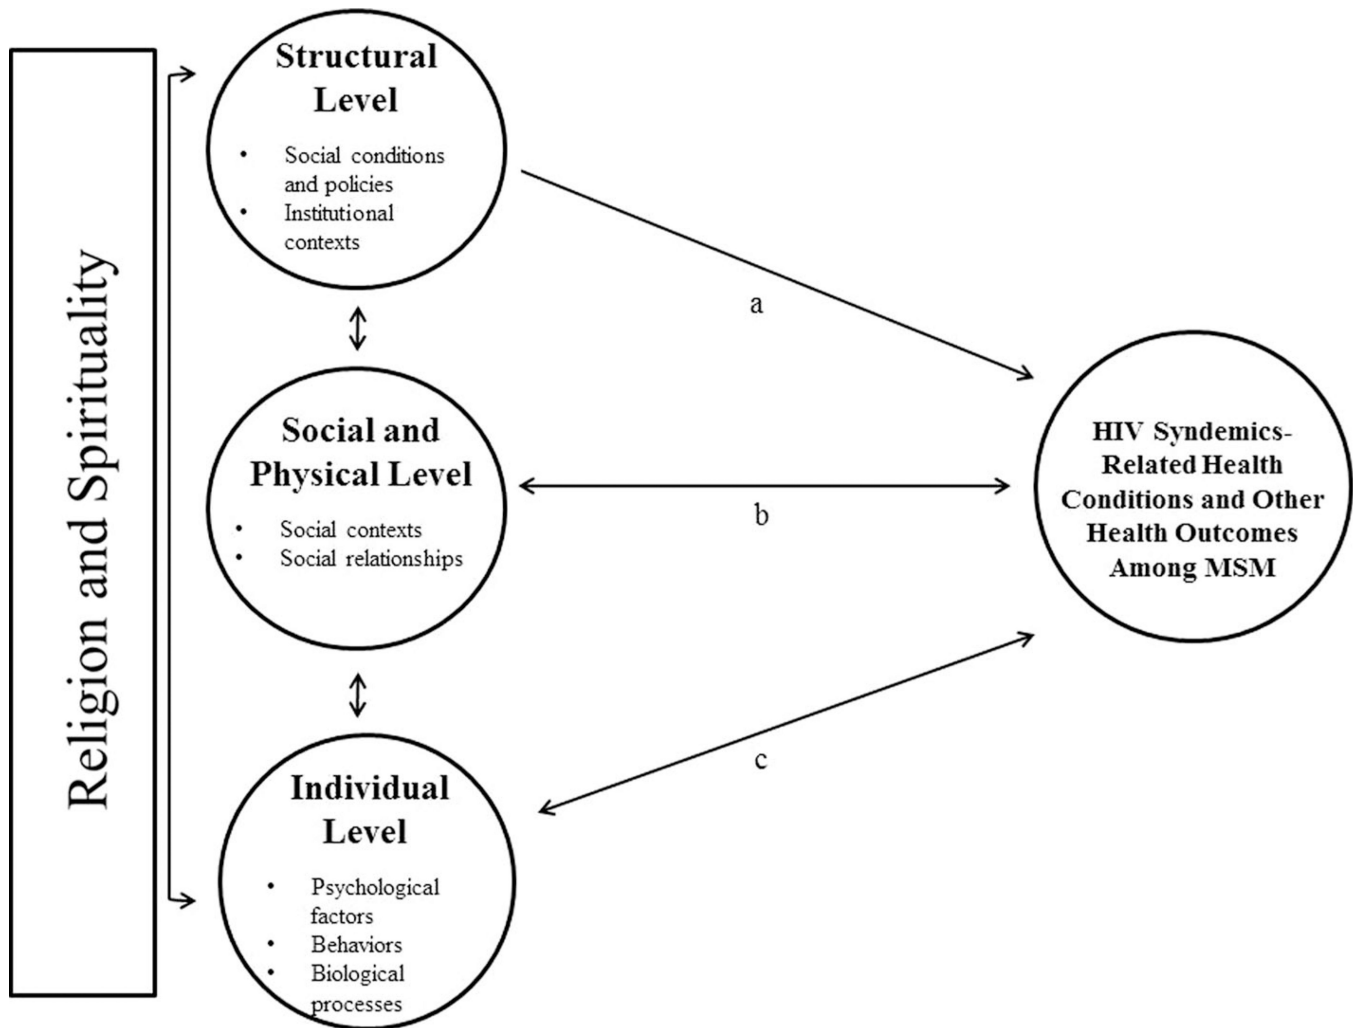 Religion and Spirituality
Structural
Level
• Social conditions
and policies
• Institutional
contexts
a
Social and
Physical Level
• Social contexts
• Social relationships
b
HIV Syndemics-
Related Health
Conditions and Other
Health Outcomes
Among MSM
c
Individual
Level
• Psychological
factors
• Behaviors
• Biological
processes